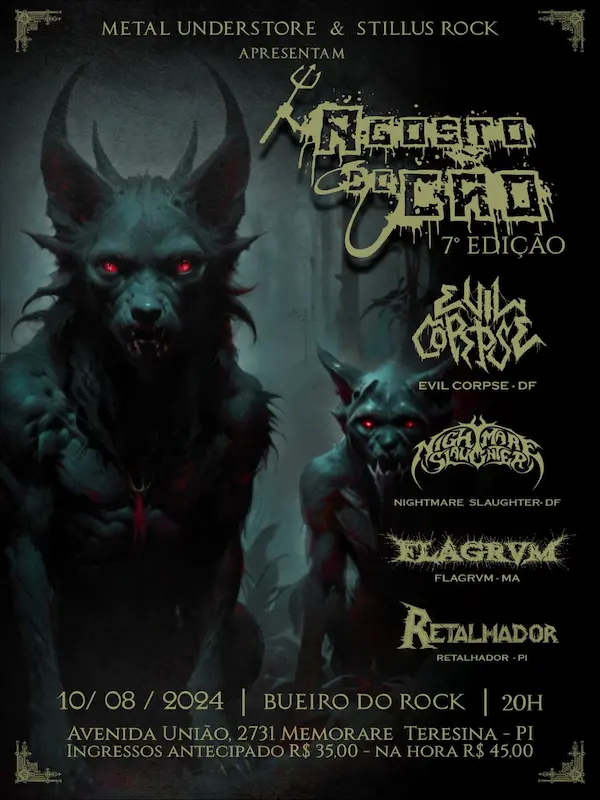 METAL UNDERSTORE & STILLUS ROCK
APRESENTAM
AGOSTO
DO CÃO
7° EDIÇÃO
EVIL
CORPSE
EVIL CORPSE - DF
NIGHTMARE
SLAUGHTER
NIGHTMARE SLAUGHTER- DF
FLAGRVM
FLAGRVM - MA
RETALHADOR
RETALHADOR - PI
10/ 08 / 2024 | BUEIRO DO ROCK | 20H
AVENIDA UNIÃO, 2731 MEMORARE TERESINA - PI
INGRESSOS ANTECIPADO R$ 35,00 - NA HORA R$ 45,00